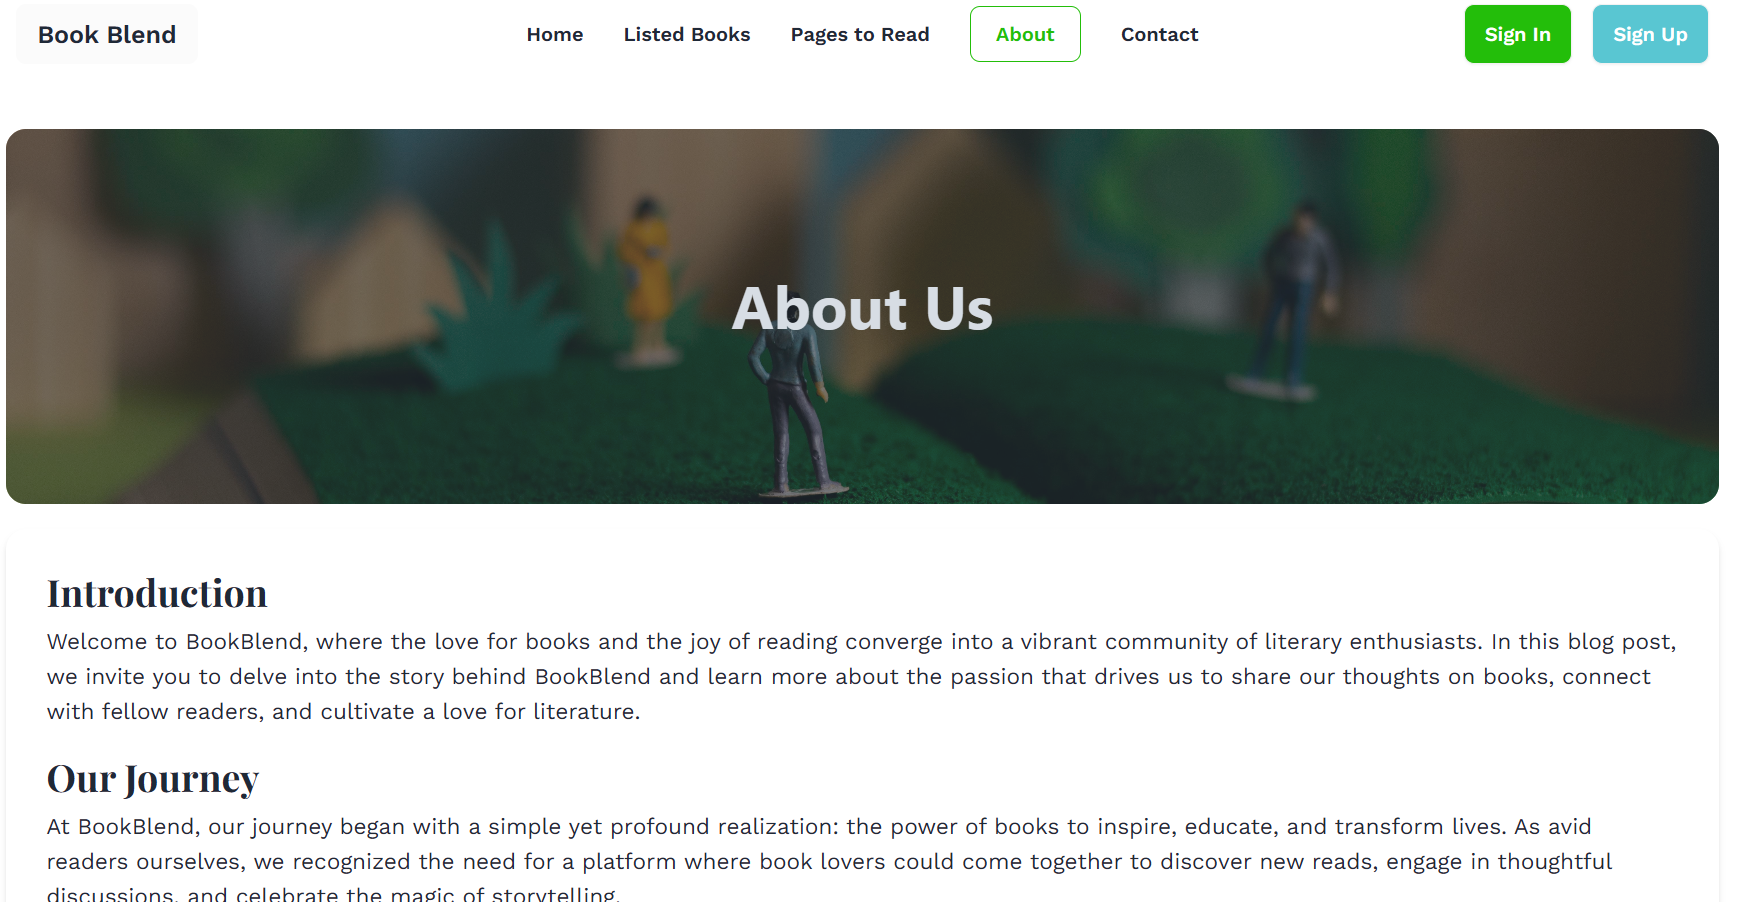 Book Blend
Home Listed Books Pages to Read About Contact
Sign In Sign Up
About Us
Introduction
Welcome to BookBlend, where the love for books and the joy of reading converge into a vibrant community of literary enthusiasts. In this blog post,
we invite you to delve into the story behind BookBlend and learn more about the passion that drives us to share our thoughts on books, connect
with fellow readers, and cultivate a love for literature.
Our Journey
At BookBlend, our journey began with a simple yet profound realization: the power of books to inspire, educate, and transform lives. As avid
readers ourselves, we recognized the need for a platform where book lovers could come together to discover new reads, engage in thoughtful
discussions, and celebrate the magic of storytelling.